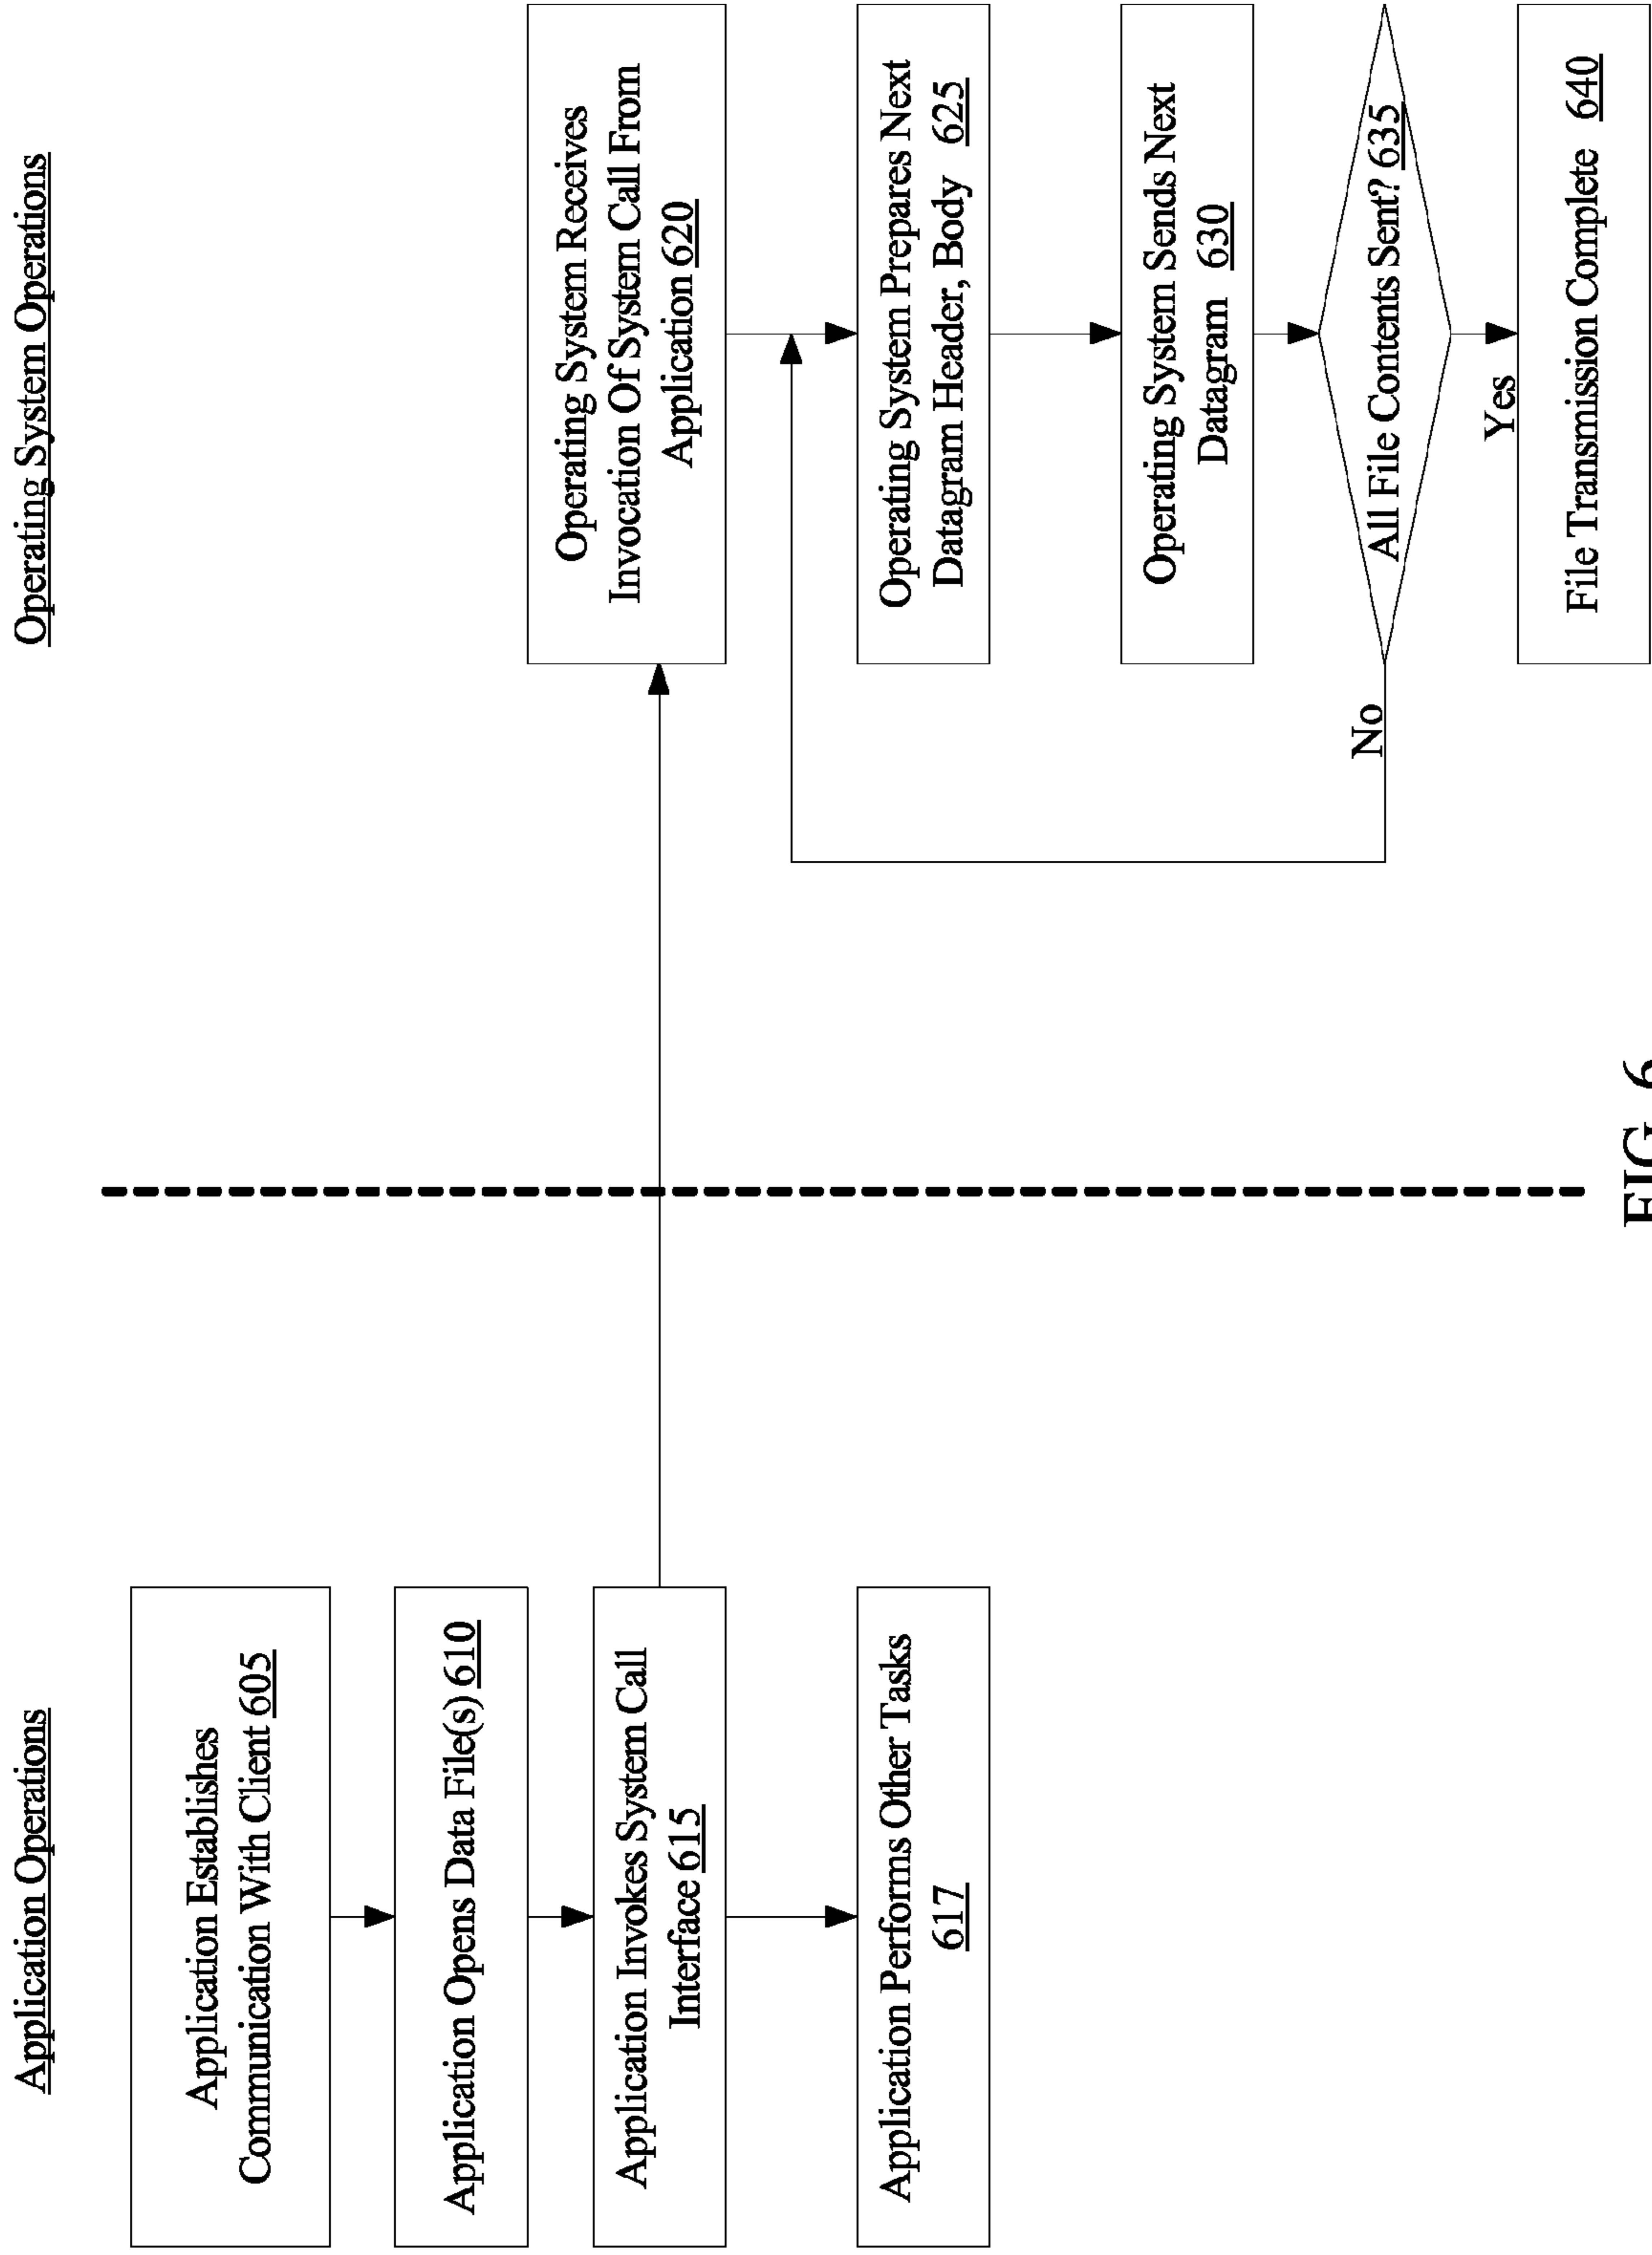 Application Operations
Application Establishes
Communication With Client 605
Application Opens Data File(s) 610
Application Invokes System Call
Interface 615
Application Performs Other Tasks
617
Operating System Operations
Operating System Receives
Invocation Of System Call From
Application 620
Operating System Prepares Next
Datagram Header, Body 625
Operating System Sends Next
Datagram 630
All File Contents Sent? 635
No
Yes
File Transmission Complete 640
FIG. 6